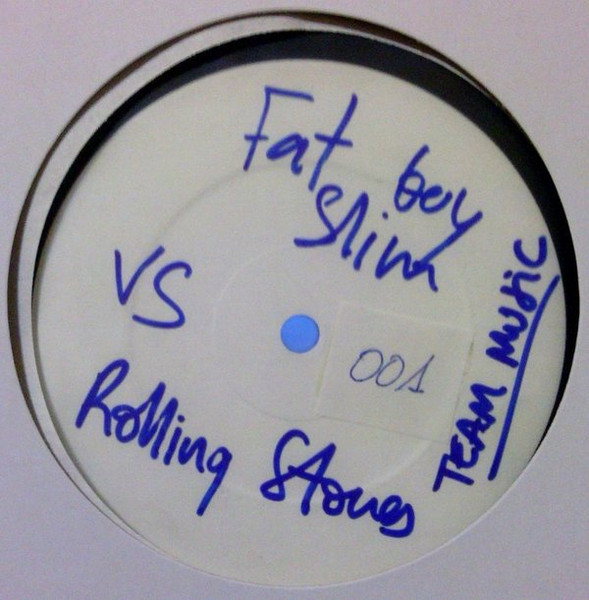 Fat boy
Slim
VS
Rolling Stones
001
TEAM MUSIC